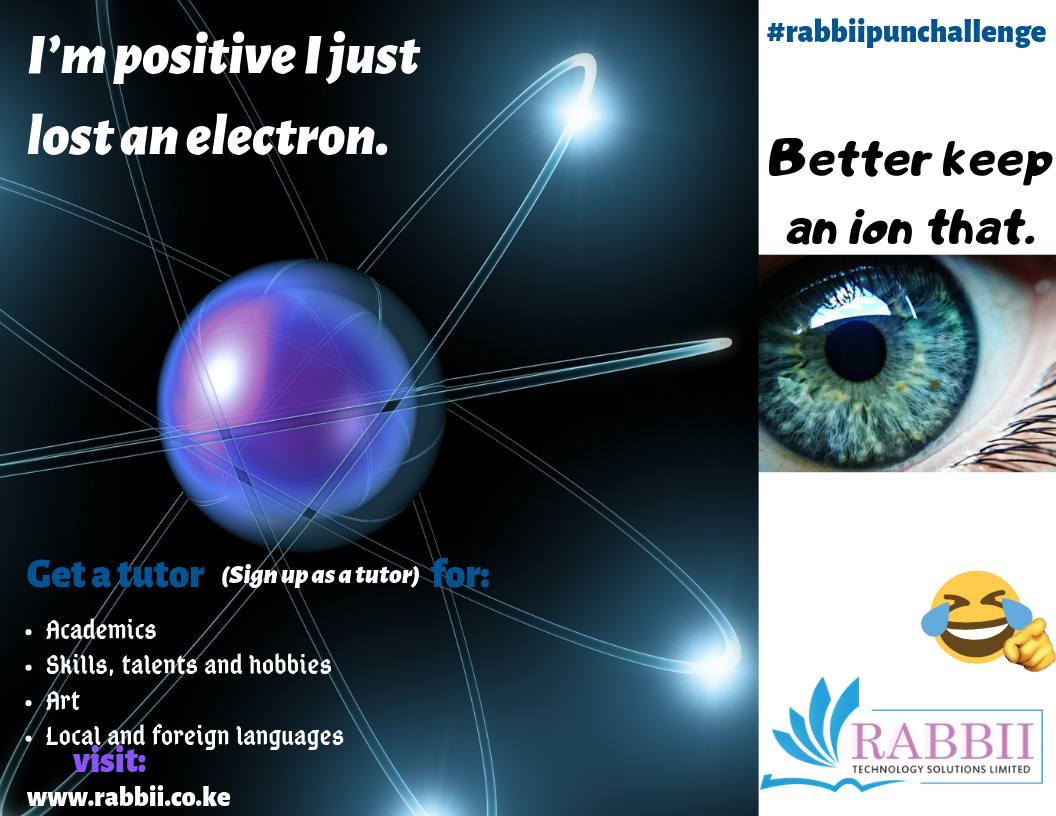 I'm positive I just
lost an electron.
#rabbiipunchallenge
Better keep
an ion that.
Get a tutor (Sign up as a tutor) for:
• Academics
• Skills, talents and hobbies
• Art
• Local and foreign languages
visit:
www.rabbii.co.ke
RABBII
TECHNOLOGY SOLUTIONS LIMITED